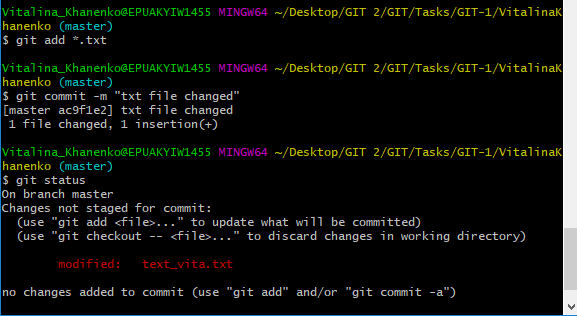 Vitalina_Khanenko@EPUAKYIW1455 MINGW64 ~/Desktop/GIT 2/GIT/Tasks/GIT-1/VitalinaK
hanenko (master)
$ git add *.txt
Vitalina_Khanenko@EPUAKYIW1455 MINGW64 ~/Desktop/GIT 2/GIT/Tasks/GIT-1/VitalinaK
hanenko (master)
$ git commit -m "txt file changed"
[master ac9f1e2] txt file changed
 1 file changed, 1 insertion(+)
Vitalina_Khanenko@EPUAKYIW1455 MINGW64 ~/Desktop/GIT 2/GIT/Tasks/GIT-1/VitalinaK
hanenko (master)
$ git status
On branch master
Changes not staged for commit:
  (use "git add <file>..." to update what will be committed)
  (use "git checkout -- <file>..." to discard changes in working directory)
        modified:   text_vita.txt
no changes added to commit (use "git add" and/or "git commit -a")